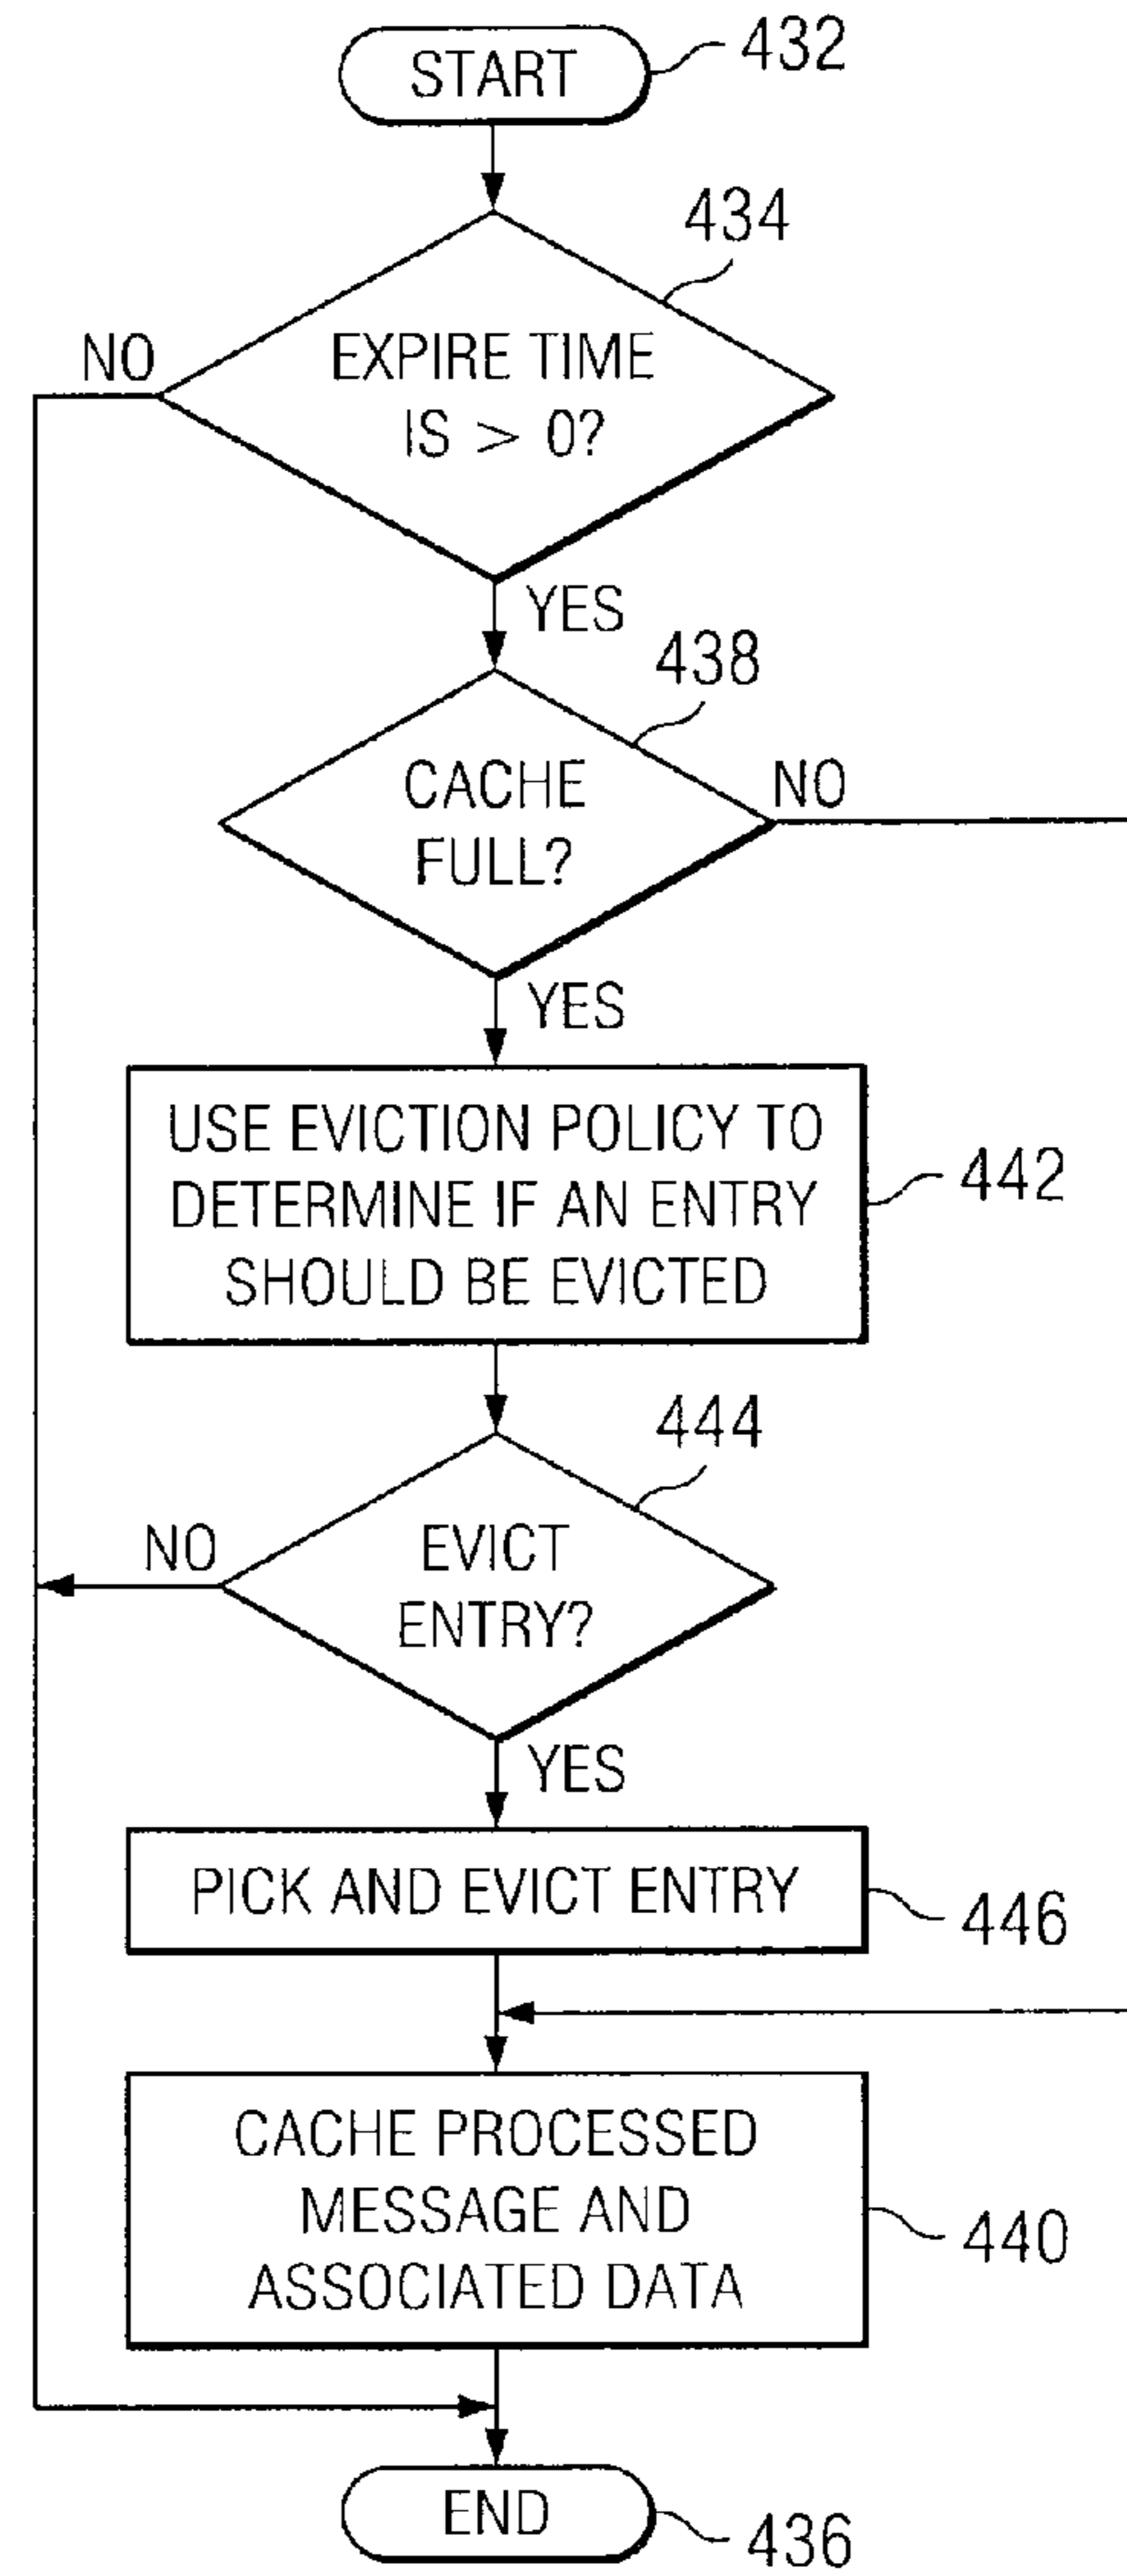 START
432
434
NO
EXPIRE TIME
IS > 0?
YES
438
CACHE
FULL?
NO
YES
USE EVICTION POLICY TO
DETERMINE IF AN ENTRY
SHOULD BE EVICTED
442
444
NO
EVICT
ENTRY?
YES
PICK AND EVICT ENTRY
446
CACHE PROCESSED
MESSAGE AND
ASSOCIATED DATA
440
END
436